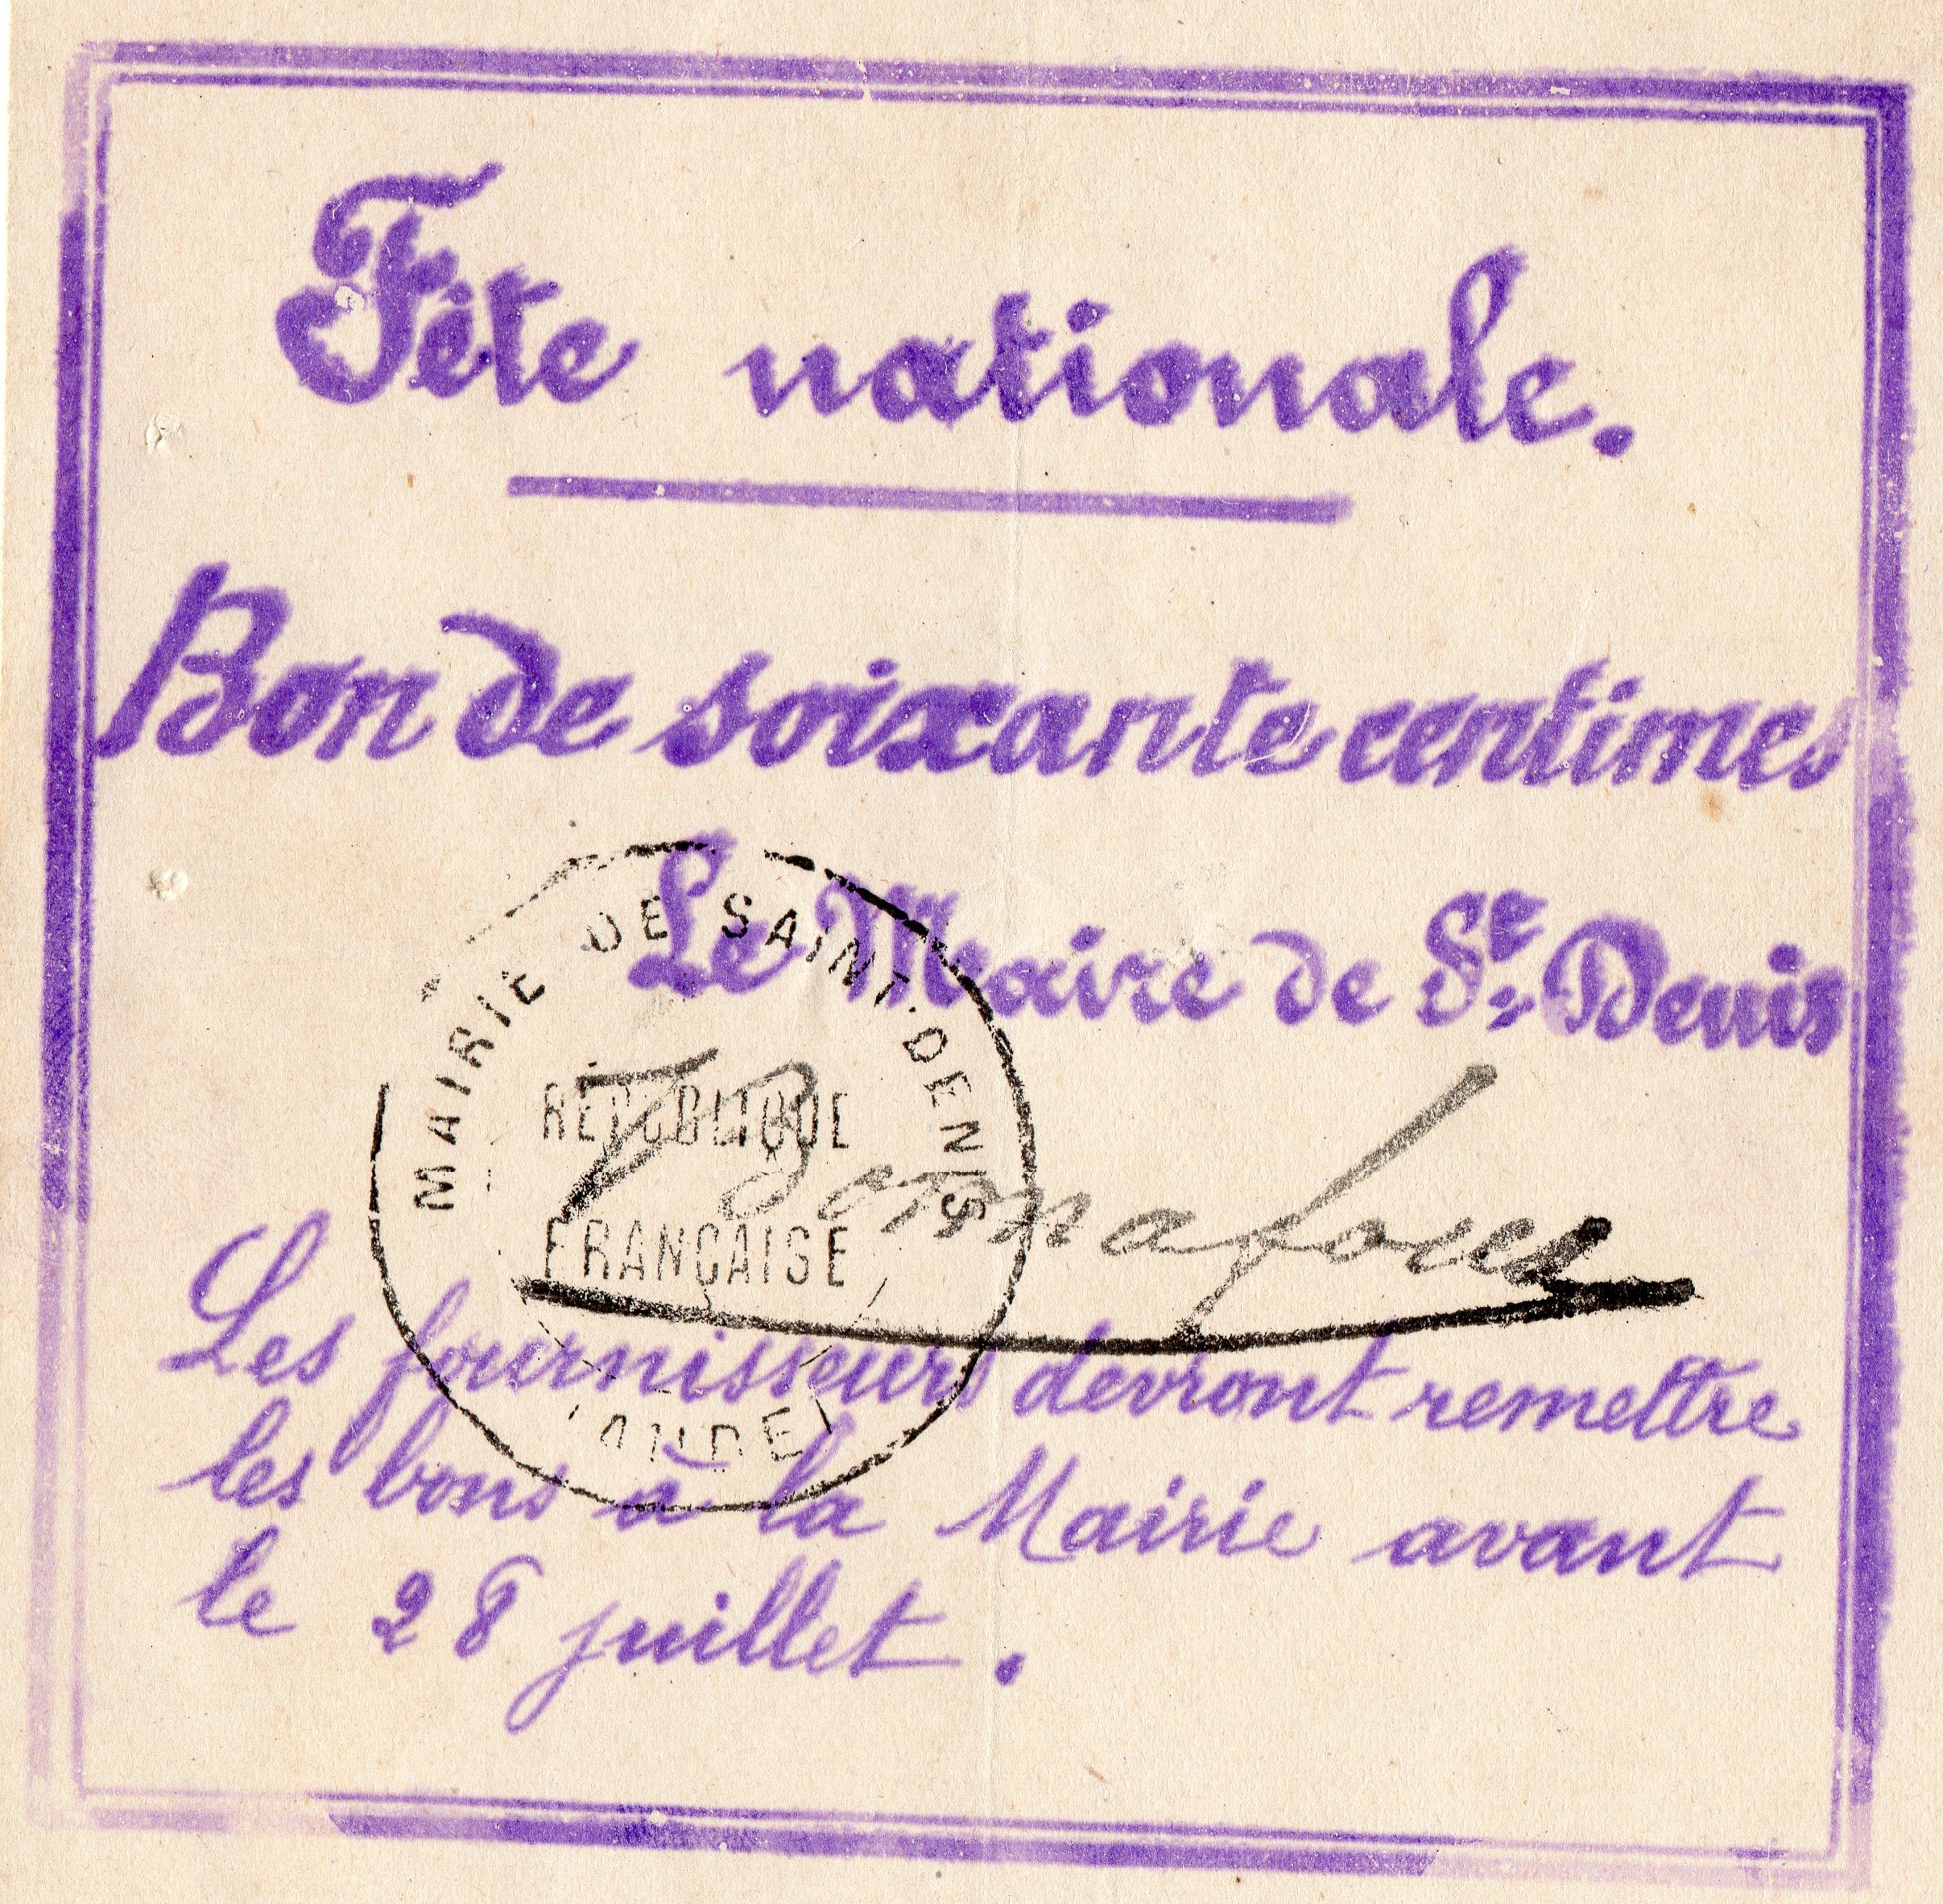 Fête nationale.
Bon de soixante centimes
Le Maire de St. Denis
MAIRIE DE SAINT-DENIS
RÉPUBLIQUE
FRANÇAISE
(AUDE)
Les fournisseurs devront remettre
les bons à la Mairie avant
le 28 juillet.